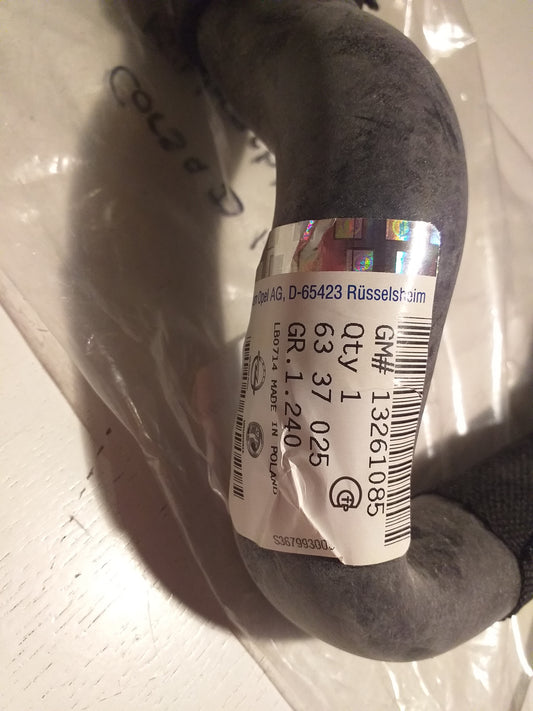 Opel AG, D-65423 Rüsselsheim
GM# 13261085
Qty 1
63 37 025
GR.1.240
LB0714 MADE IN POLAND